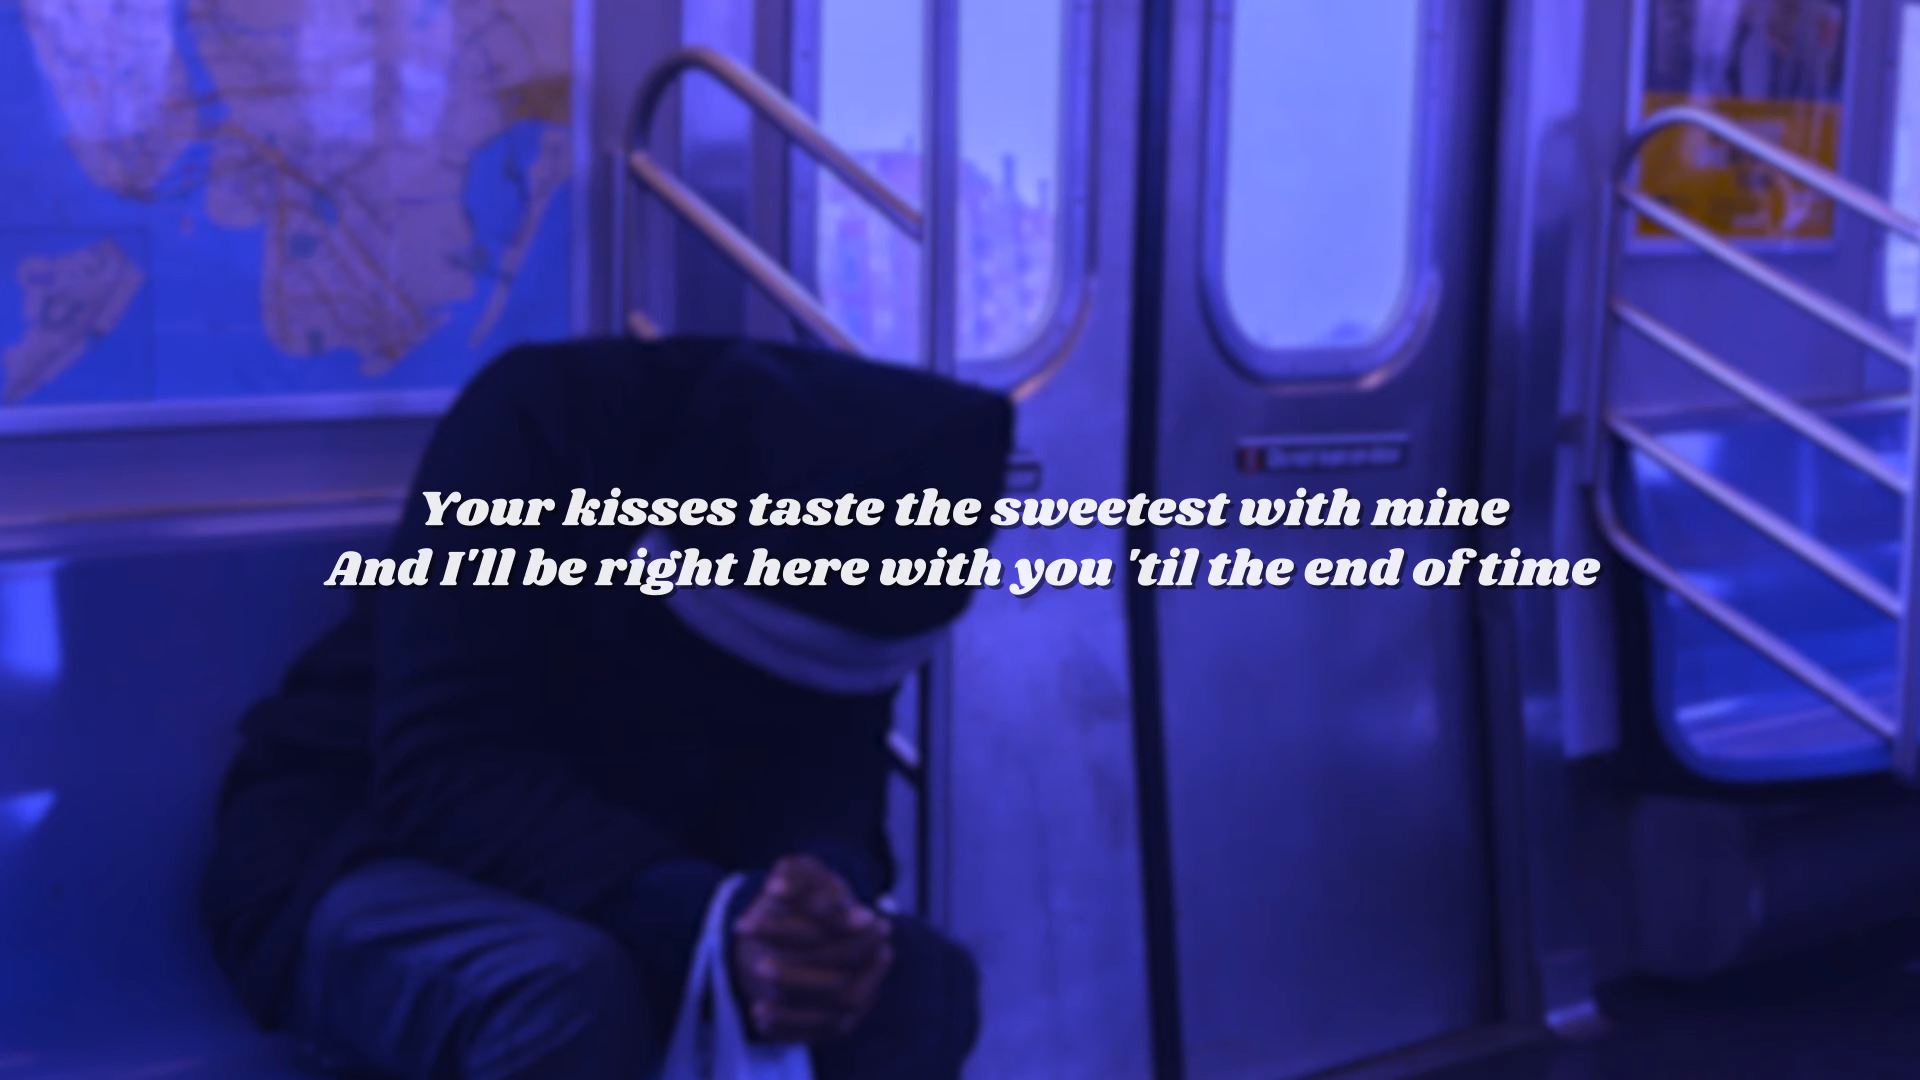 Your kisses taste the sweetest with mine
And I'll be right here with you 'til the end of time